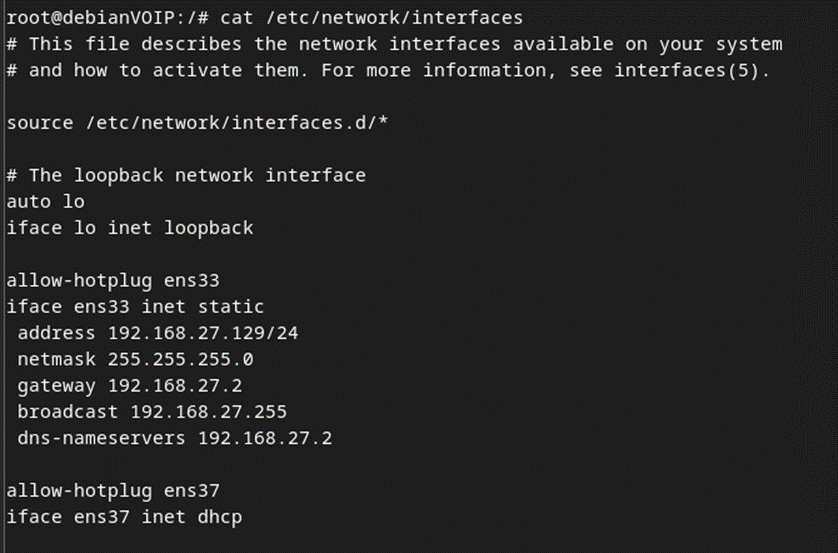 root@debianVOIP:/# cat /etc/network/interfaces
# This file describes the network interfaces available on your system
# and how to activate them. For more information, see interfaces(5).
source /etc/network/interfaces.d/*
# The loopback network interface
auto lo
iface lo inet loopback
allow-hotplug ens33
iface ens33 inet static
address 192.168.27.129/24
netmask 255.255.255.0
gateway 192.168.27.2
broadcast 192.168.27.255
dns-nameservers 192.168.27.2
allow-hotplug ens37
iface ens37 inet dhcp